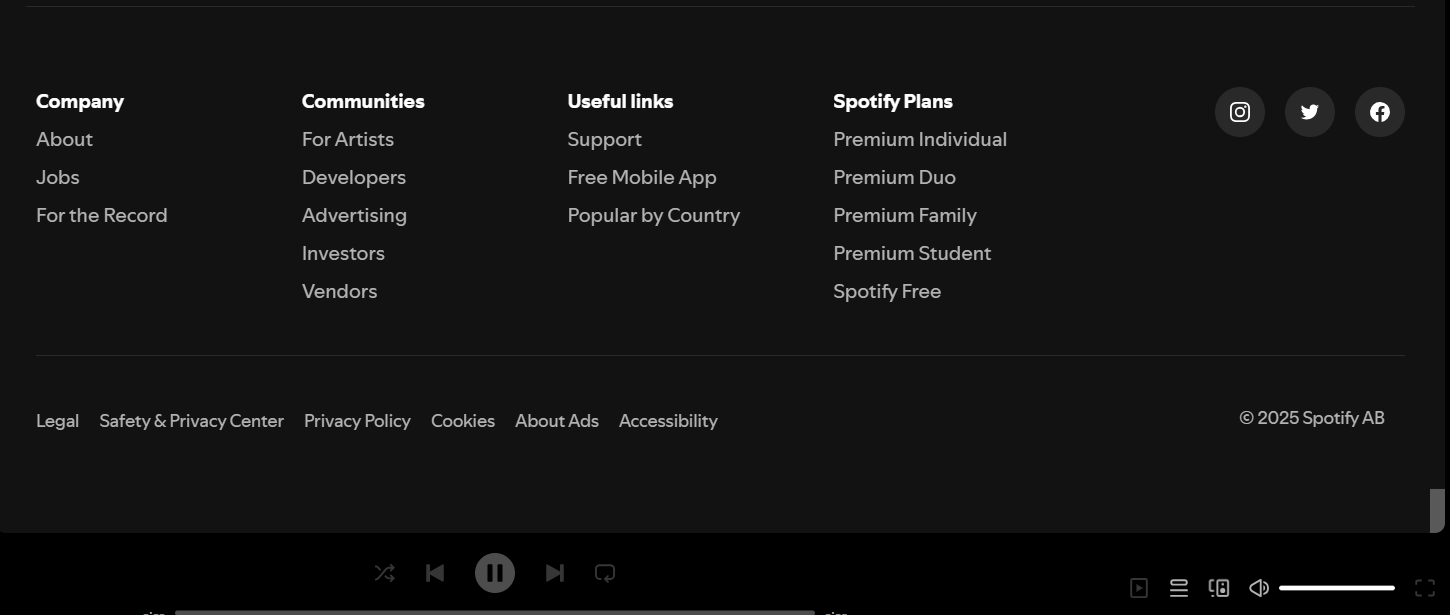 Company
About
Jobs
For the Record
Communities
For Artists
Developers
Advertising
Investors
Vendors
Useful links
Support
Free Mobile App
Popular by Country
Spotify Plans
Premium Individual
Premium Duo
Premium Family
Premium Student
Spotify Free
Legal Safety & Privacy Center Privacy Policy Cookies About Ads Accessibility
© 2025 Spotify AB